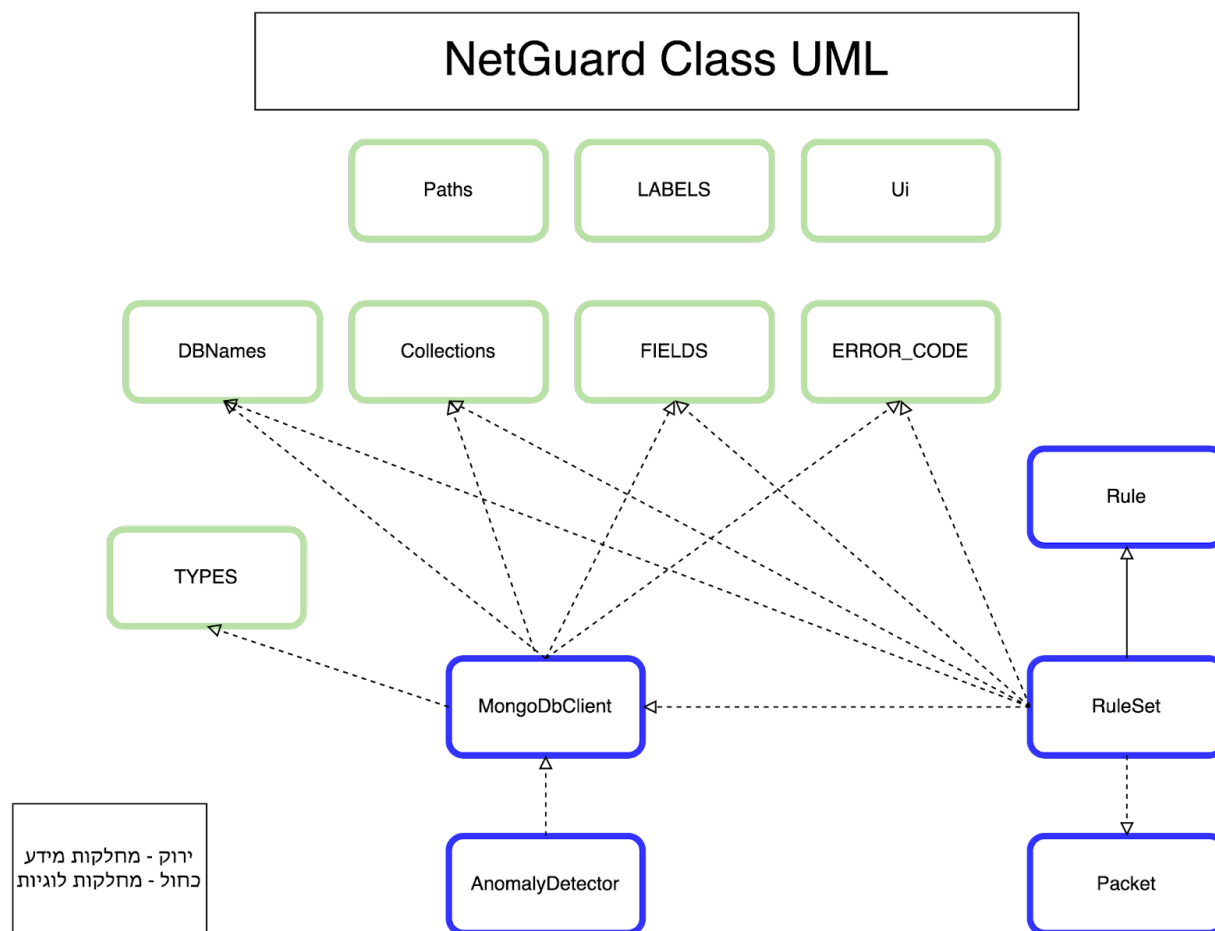 NetGuard Class UML
Paths
LABELS
Ui
DBNames
Collections
FIELDS
ERROR_CODE
Rule
TYPES
MongoDbClient
RuleSet
AnomalyDetector
Packet
ירוק - מחלקות מידע
כחול - מחלקות לוגיות